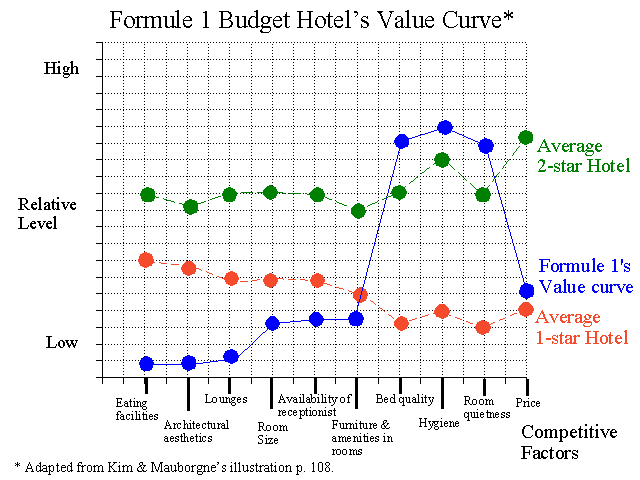 Formule 1 Budget Hotel's Value Curve*
High
Average
2-star Hotel
Relative
Level
Formule 1's
Value curve
Average
1-star Hotel
Low
Eating
facilities
Architectural
aesthetics
Lounges
Room
Size
Availability of
receptionist
Furniture &
amenities in
rooms
Bed quality
Hygiene
Room
quietness
Price
Competitive
Factors
* Adapted from Kim & Mauborgne's illustration p. 108.